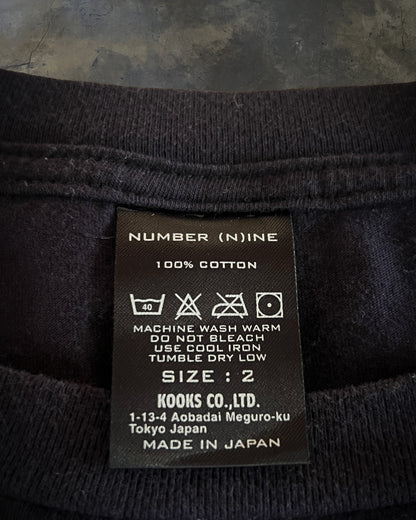 NUMBER (N)INE
100% COTTON
40
MACHINE WASH WARM
DO NOT BLEACH
USE COOL IRON
TUMBLE DRY LOW
SIZE : 2
KOOKS CO.,LTD.
1-13-4 Aobadai Meguro-ku
Tokyo Japan
MADE IN JAPAN